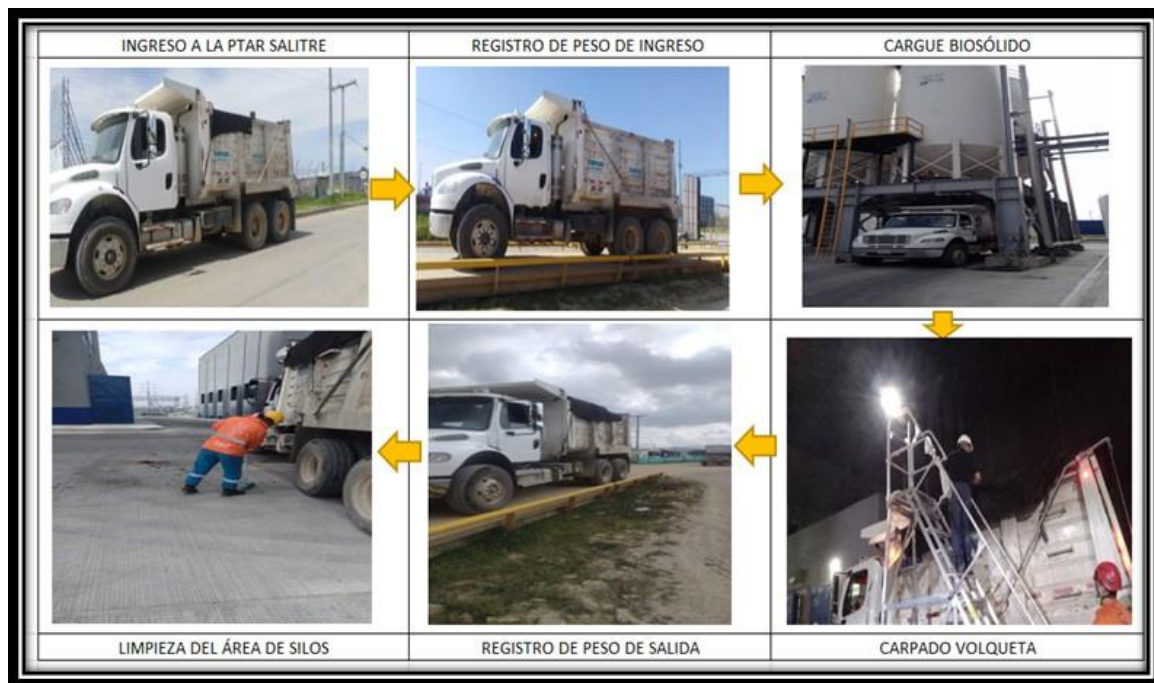 INGRESO A LA PTAR SALITRE
REGISTRO DE PESO DE INGRESO
CARGUE BIOSÓLIDO
LIMPIEZA DEL ÁREA DE SILOS
REGISTRO DE PESO DE SALIDA
CARPADO VOLQUETA